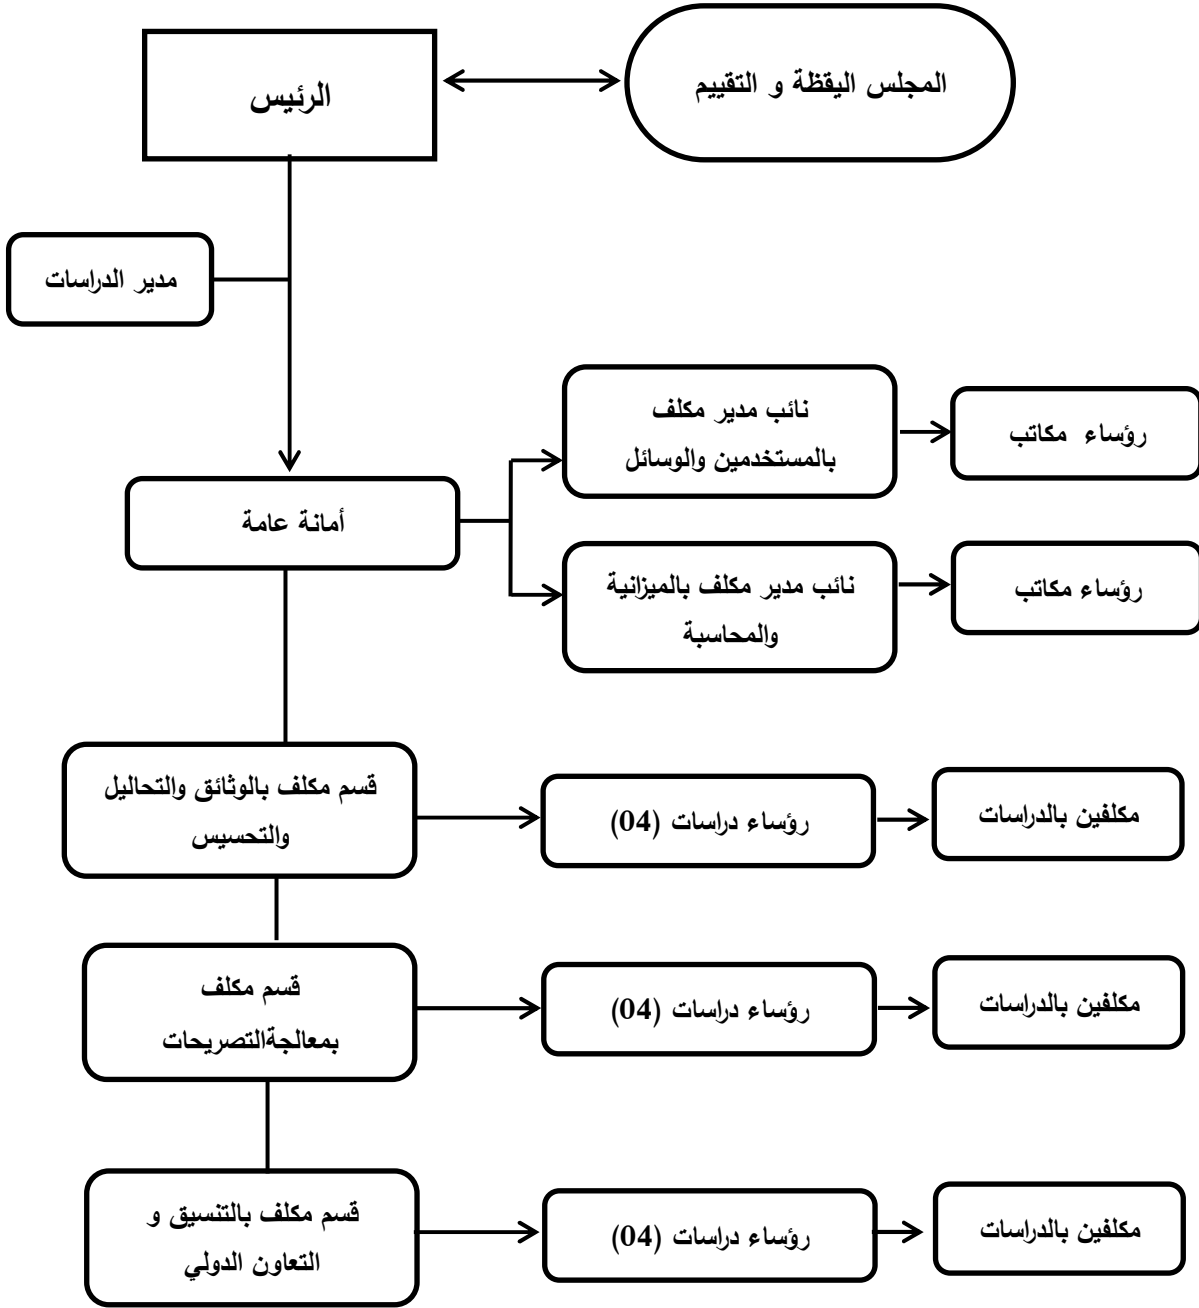 المجلس اليقظة و التقييم
الرئيس
مدير الدراسات
نائب مدير مكلف
بالمستخدمين والوسائل
رؤساء مكاتب
أمانة عامة
نائب مدير مكلف بالميزانية
والمحاسبة
رؤساء مكاتب
قسم مكلف بالوثائق والتحاليل
والتحسيس
رؤساء دراسات (04)
مكلفين بالدراسات
قسم مكلف
بمعالجةالتصريحات
رؤساء دراسات (04)
مكلفين بالدراسات
قسم مكلف بالتنسيق و
التعاون الدولي
رؤساء دراسات (04)
مكلفين بالدراسات